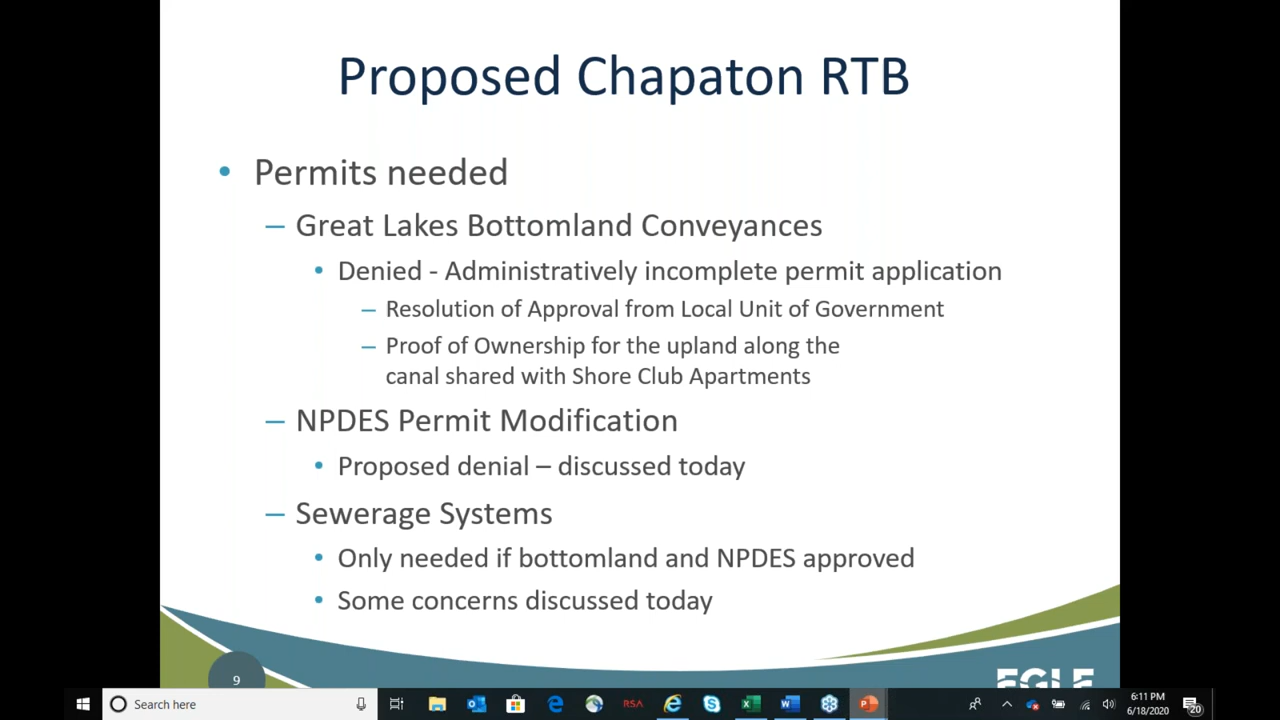 Proposed Chapaton RTB
• Permits needed
– Great Lakes Bottomland Conveyances
• Denied - Administratively incomplete permit application
– Resolution of Approval from Local Unit of Government
– Proof of Ownership for the upland along the
canal shared with Shore Club Apartments
– NPDES Permit Modification
• Proposed denial – discussed today
– Sewerage Systems
• Only needed if bottomland and NPDES approved
• Some concerns discussed today
9
EGLE
Search here
RSA
6:11 PM
6/18/2020
20